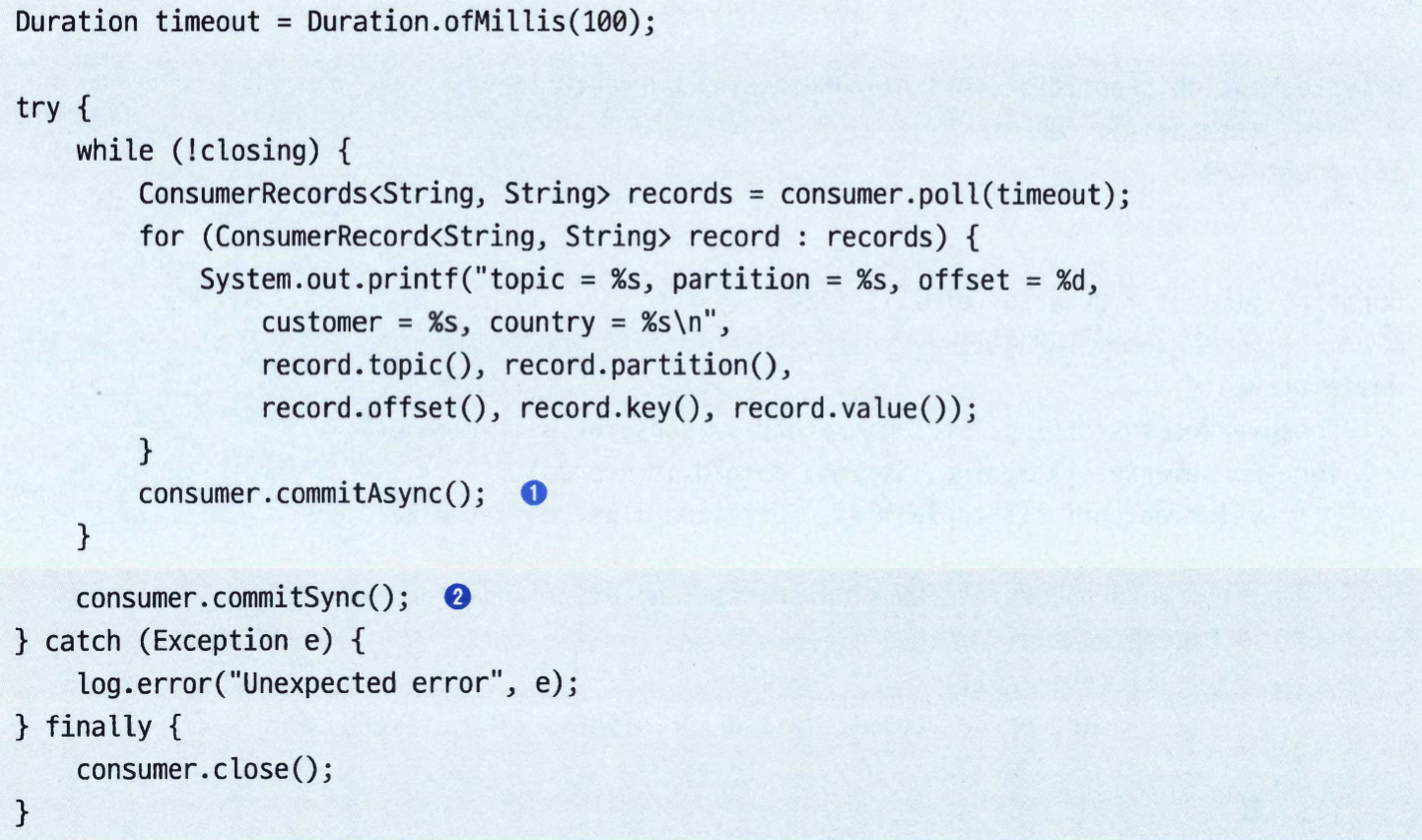 Duration timeout = Duration.ofMillis(100);
try {
while (!closing) {
ConsumerRecords<String, String> records = consumer.poll(timeout);
for (ConsumerRecord<String, String> record : records) {
System.out.printf("topic = %s, partition = %s, offset = %d,
customer = %s, country = %s\n",
record.topic(), record.partition(),
record.offset(), record.key(), record.value());
}
consumer.commitAsync(); ❶
}
consumer.commitSync(); ❷
} catch (Exception e) {
log.error("Unexpected error", e);
} finally {
consumer.close();
}